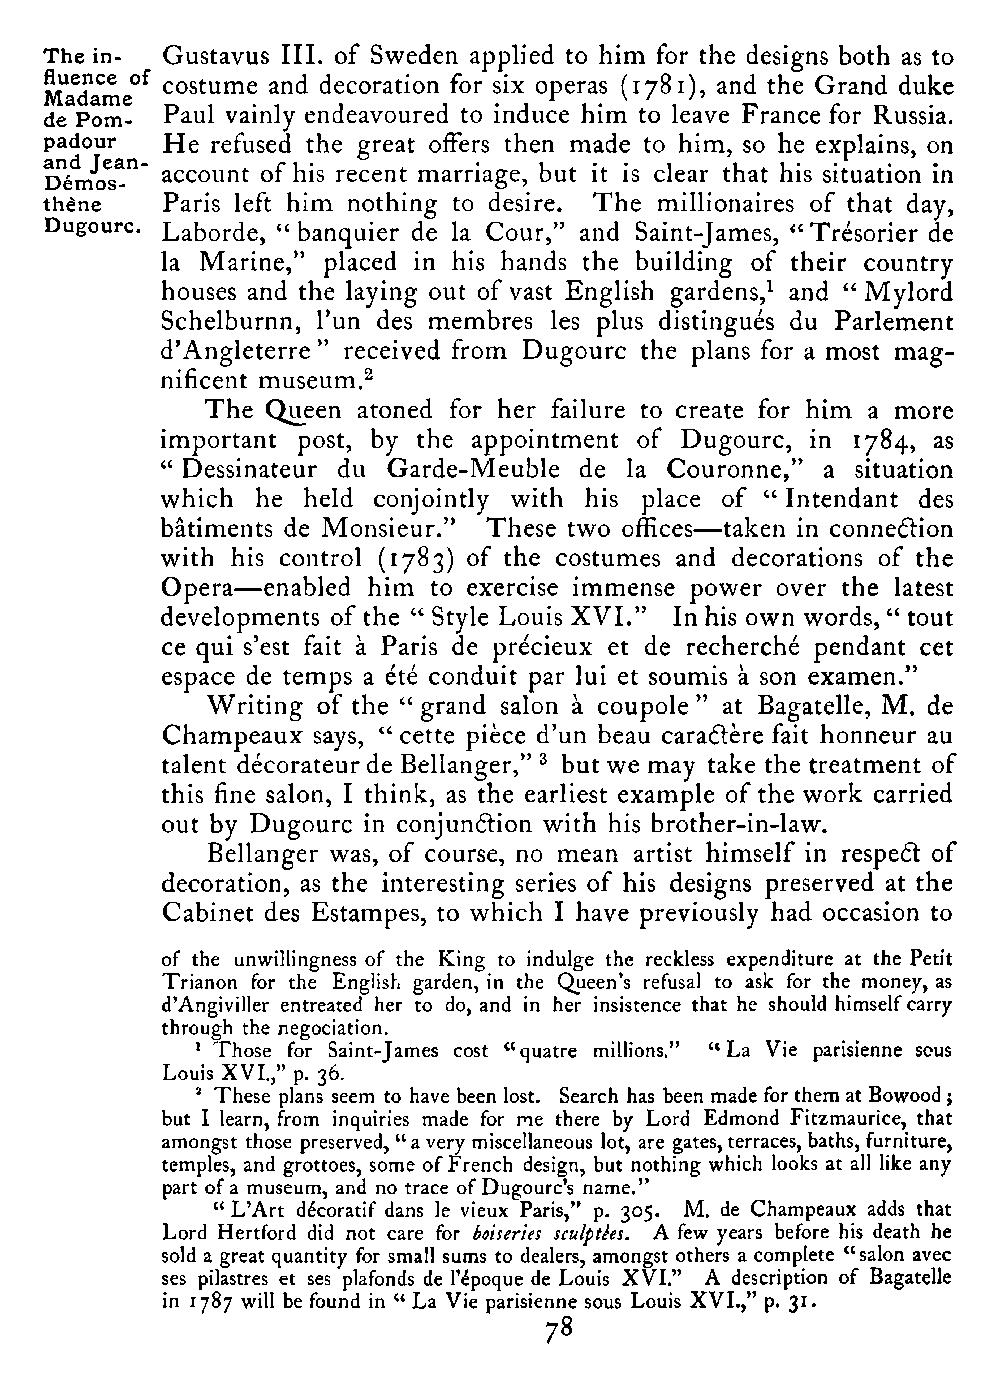 The in-
fluence of
Madame
de Pom-
padour
and Jean-
Démos-
thène
Dugourc.
Gustavus III. of Sweden applied to him for the designs both as to
costume and decoration for six operas (1781), and the Grand duke
Paul vainly endeavoured to induce him to leave France for Russia.
He refused the great offers then made to him, so he explains, on
account of his recent marriage, but it is clear that his situation in
Paris left him nothing to desire. The millionaires of that day,
Laborde, “banquier de la Cour,” and Saint-James, “Trésorier de
la Marine,” placed in his hands the building of their country
houses and the laying out of vast English gardens,¹ and “Mylord
Schelburnn, l’un des membres les plus distingués du Parlement
d’Angleterre” received from Dugourc the plans for a most mag-
nificent museum.²
The Queen atoned for her failure to create for him a more
important post, by the appointment of Dugourc, in 1784, as
“Dessinateur du Garde-Meuble de la Couronne,” a situation
which he held conjointly with his place of “Intendant des
bâtiments de Monsieur.” These two offices—taken in connection
with his control (1783) of the costumes and decorations of the
Opera—enabled him to exercise immense power over the latest
developments of the “Style Louis XVI.” In his own words, “tout
ce qui s’est fait à Paris de précieux et de recherché pendant cet
espace de temps a été conduit par lui et soumis à son examen.”
Writing of the “grand salon à coupole” at Bagatelle, M. de
Champeaux says, “cette pièce d’un beau caractère fait honneur au
talent décorateur de Bellanger,”³ but we may take the treatment of
this fine salon, I think, as the earliest example of the work carried
out by Dugourc in conjunction with his brother-in-law.
Bellanger was, of course, no mean artist himself in respect of
decoration, as the interesting series of his designs preserved at the
Cabinet des Estampes, to which I have previously had occasion to
of the unwillingness of the King to indulge the reckless expenditure at the Petit
Trianon for the English garden, in the Queen’s refusal to ask for the money, as
d’Angiviller entreated her to do, and in her insistence that he should himself carry
through the negociation.
¹ Those for Saint-James cost “quatre millions.” “La Vie parisienne sous
Louis XVI.,” p. 36.
² These plans seem to have been lost. Search has been made for them at Bowood;
but I learn, from inquiries made for me there by Lord Edmond Fitzmaurice, that
amongst those preserved, “a very miscellaneous lot, are gates, terraces, baths, furniture,
temples, and grottoes, some of French design, but nothing which looks at all like any
part of a museum, and no trace of Dugourc’s name.”
“L’Art décoratif dans le vieux Paris,” p. 305. M. de Champeaux adds that
Lord Hertford did not care for boiseries sculptées. A few years before his death he
sold a great quantity for small sums to dealers, amongst others a complete “salon avec
ses pilastres et ses plafonds de l’époque de Louis XVI.” A description of Bagatelle
in 1787 will be found in “La Vie parisienne sous Louis XVI.,” p. 31.
78